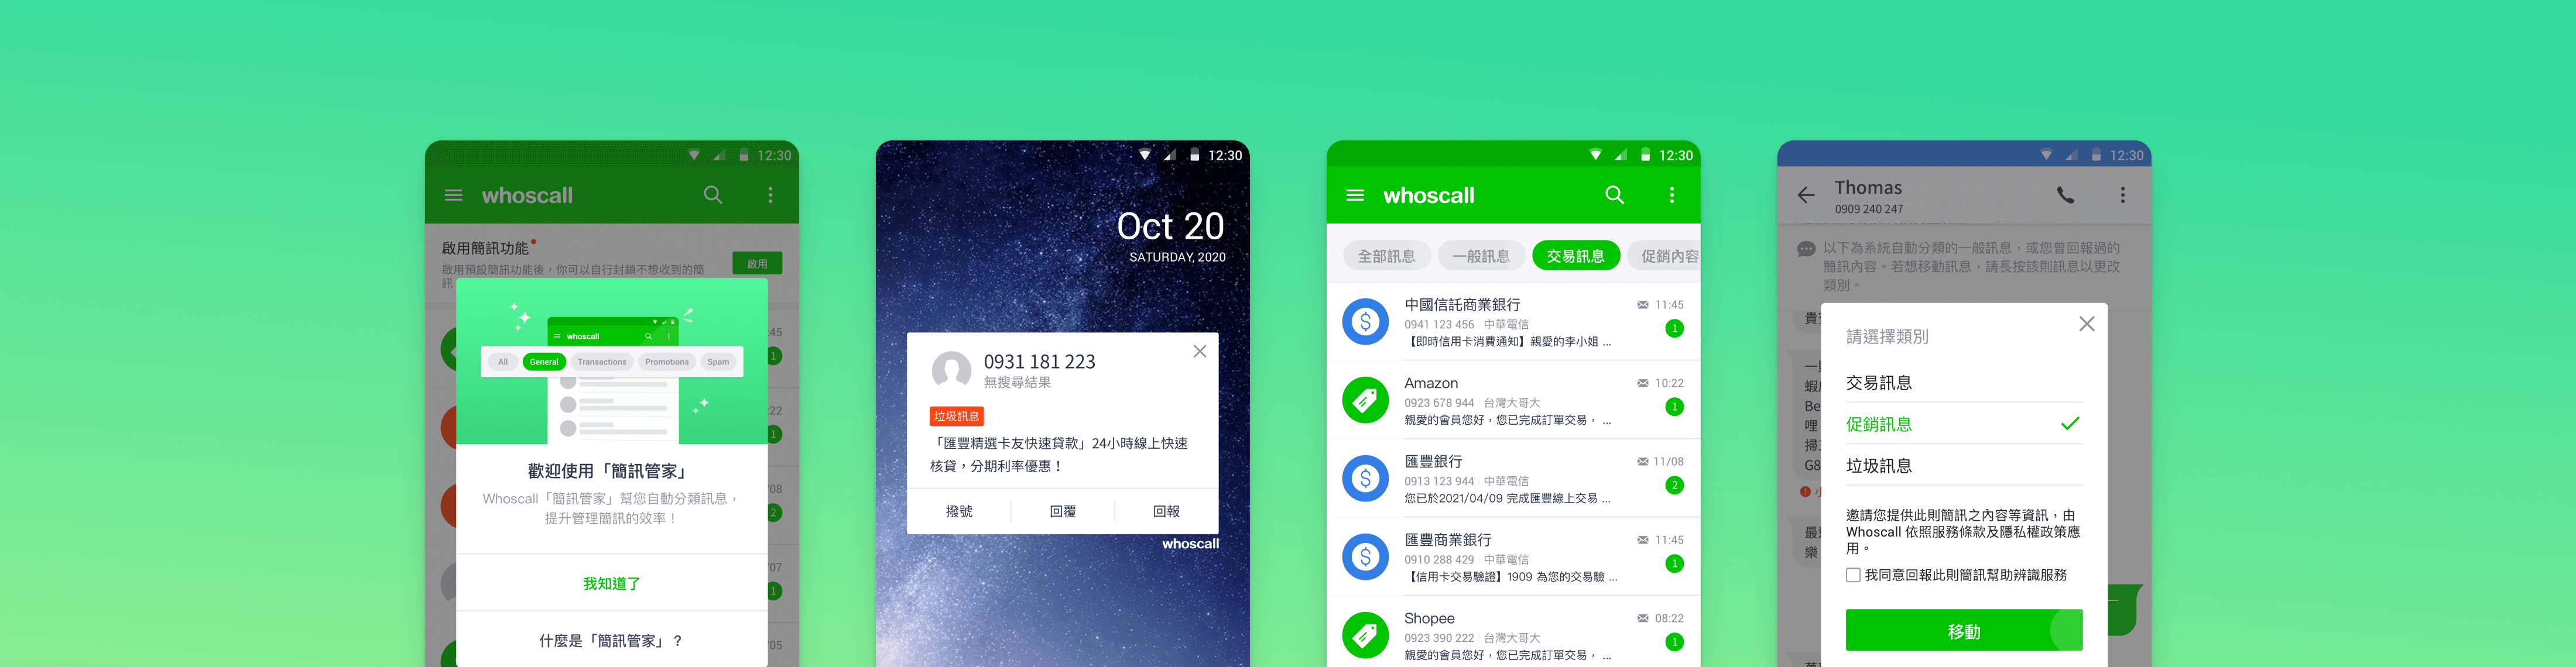 12:30
whoscall
啟用簡訊功能
啟用預設簡訊功能後，你可以自行封鎖不想收到的簡
訊
啟用
:45
1
:22
1
/08
2
/07
1
/05
whoscall
All
General
Transactions
Promotions
Spam
歡迎使用「簡訊管家」
Whoscall「簡訊管家」幫您自動分類訊息，
提升管理簡訊的效率！
我知道了
什麼是「簡訊管家」？
12:30
Oct 20
SATURDAY, 2020
0931 181 223
無搜尋結果
垃圾訊息
「匯豐精選卡友快速貸款」24小時線上快速
核貸，分期利率優惠！
撥號
回覆
回報
whoscall
12:30
whoscall
全部訊息
一般訊息
交易訊息
促銷內容
中國信託商業銀行
11:45
0941 123 456 中華電信
1
【即時信用卡消費通知】親愛的李小姐 ...
Amazon
10:22
0923 678 944 台灣大哥大
1
親愛的會員您好，您已完成訂單交易， ...
匯豐銀行
11/08
0913 123 944 中華電信
2
您已於2021/04/09 完成匯豐線上交易 ...
匯豐商業銀行
11:45
0910 288 429 中華電信
1
【信用卡交易驗證】1909 為您的交易驗 ...
Shopee
08:22
0923 390 222 台灣大哥大
1
親愛的會員您好，您已完成訂單交易， ...
12:30
Thomas
0909 240 247
以下為系統自動分類的一般訊息，或您曾回報過的
簡訊內容。若想移動訊息，請長按該則訊息以更改
類別。
貴
一
蝦
Be
哩
掃
G8
小
最
樂
請選擇類別
交易訊息
促銷訊息
垃圾訊息
邀請您提供此則簡訊之內容等資訊，由
Whoscall 依照服務條款及隱私權政策應
用。
我同意回報此則簡訊幫助辨識服務
移動